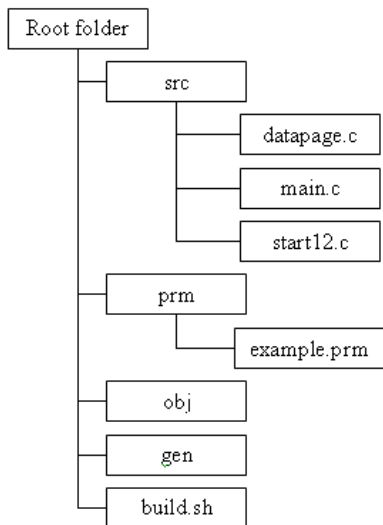 Root folder
src
datapage.c
main.c
start12.c
prm
example.prm
obj
gen
build.sh